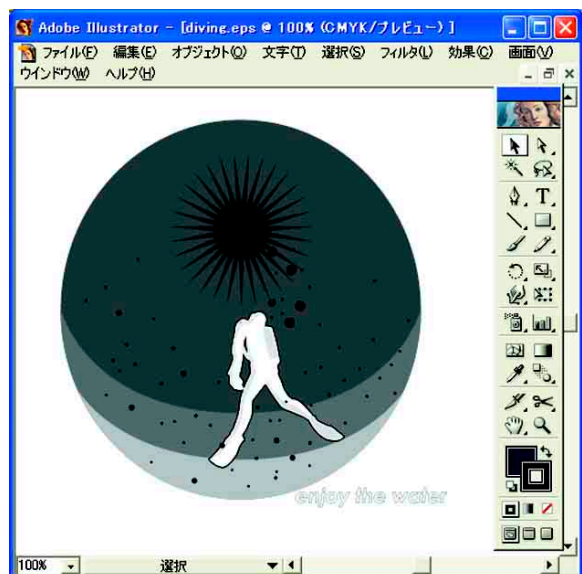 Adobe Illustrator - [diving.eps @ 100% (CMYK/プレビュー) ]
ファイル(F) 編集(E) オブジェクト(O) 文字(T) 選択(S) フィルタ(L) 効果(C) 画面(V)
ウインドウ(W) ヘルプ(H)
enjoy the water
100% 選択